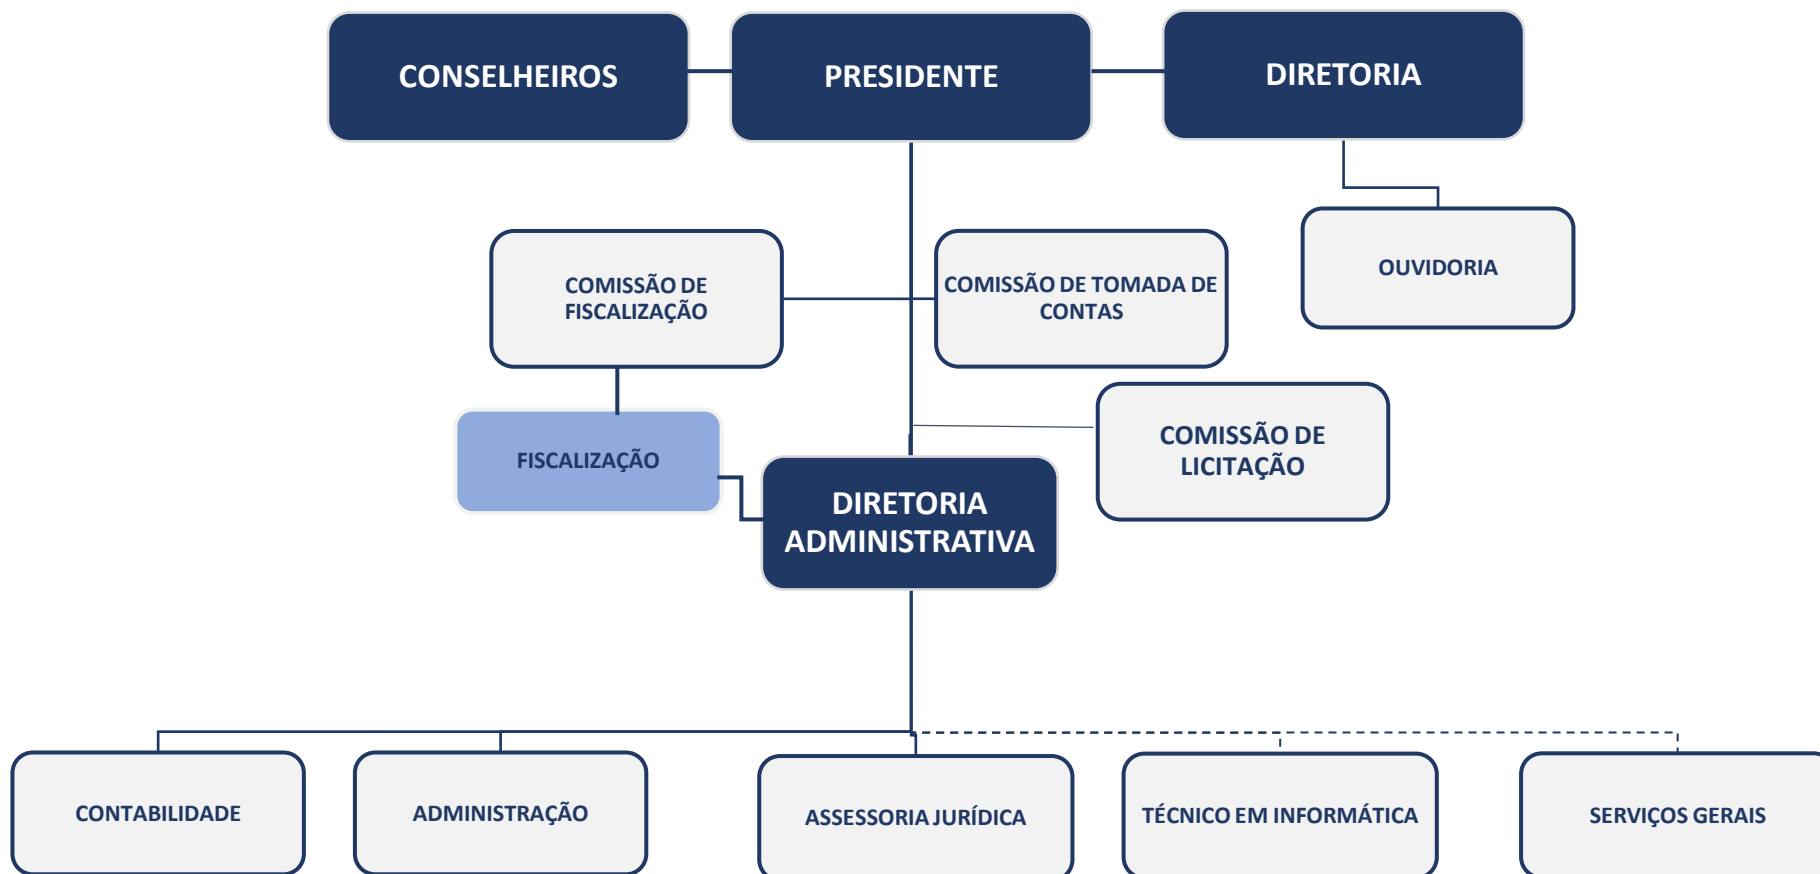 CONSELHEIROS
PRESIDENTE
DIRETORIA
OUVIDORIA
COMISSÃO DE
FISCALIZAÇÃO
COMISSÃO DE TOMADA DE
CONTAS
COMISSÃO DE
LICITAÇÃO
FISCALIZAÇÃO
DIRETORIA
ADMINISTRATIVA
CONTABILIDADE
ADMINISTRAÇÃO
ASSESSORIA JURÍDICA
TÉCNICO EM INFORMÁTICA
SERVIÇOS GERAIS